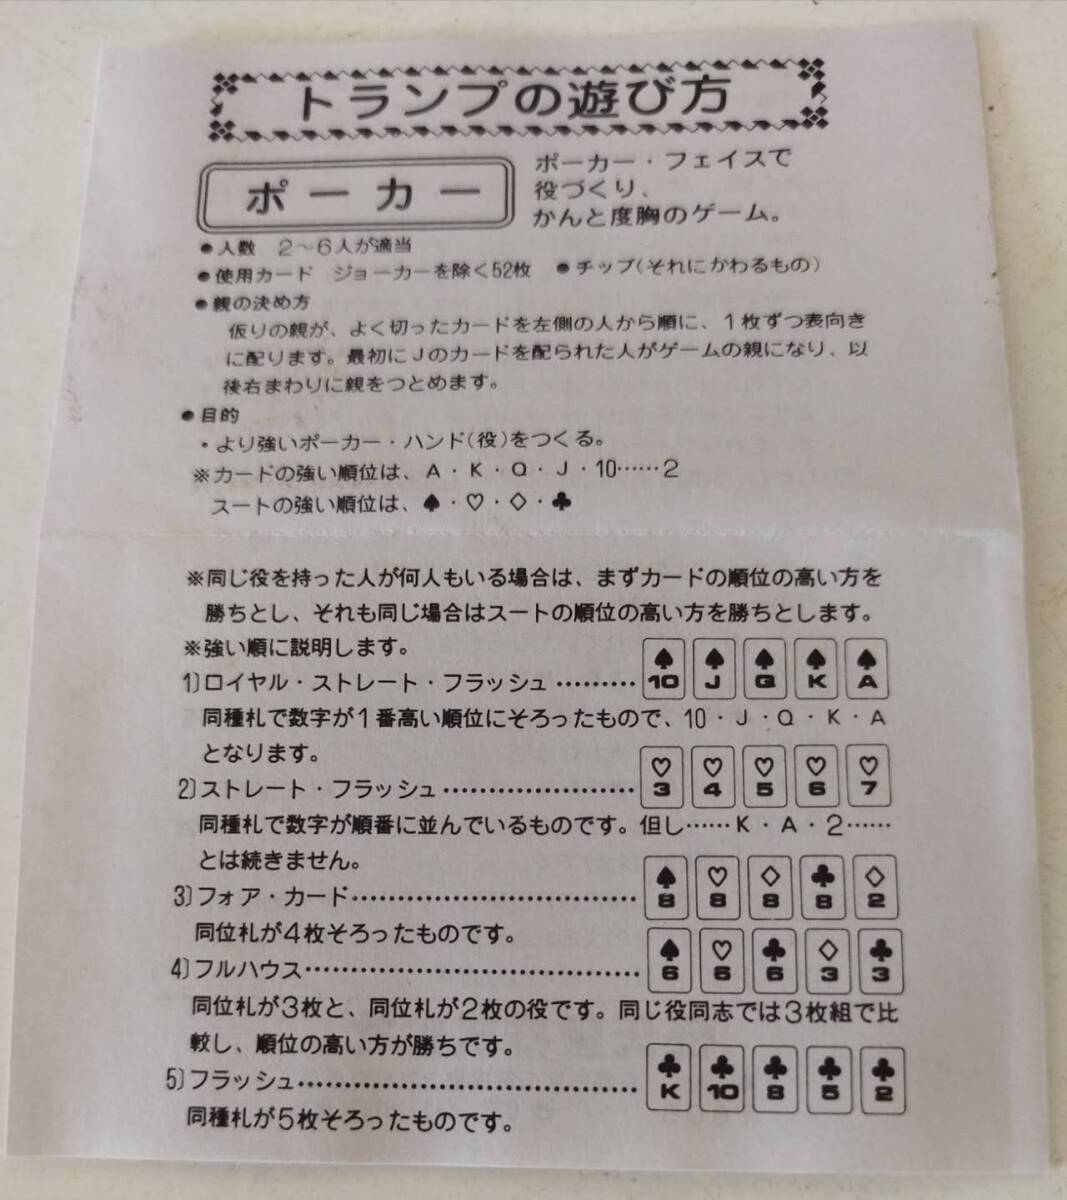 トランプの遊び方
ポーカー
ポーカー・フェイスで
役づくり、
かんと度胸のゲーム。
●人数　2〜6人が適当
●使用カード　ジョーカーを除く52枚　●チップ(それにかわるもの)
●親の決め方
仮りの親が、よく切ったカードを左側の人から順に、1枚ずつ表向き
に配ります。最初にJのカードを配られた人がゲームの親になり、以
後右まわりに親をつとめます。
●目的
・より強いポーカー・ハンド(役)をつくる。
※カードの強い順位は、A・K・Q・J・10……2
スートの強い順位は、♠・♡・◇・♣
※同じ役を持った人が何人もいる場合は、まずカードの順位の高い方を
勝ちとし、それも同じ場合はスートの順位の高い方を勝ちとします。
※強い順に説明します。
1)ロイヤル・ストレート・フラッシュ………
♠10 ♠J ♠Q ♠K ♠A
同種札で数字が1番高い順位にそろったもので、10・J・Q・K・A
となります。
2)ストレート・フラッシュ…………………
♡3 ♡4 ♡5 ♡6 ♡7
同種札で数字が順番に並んでいるものです。但し……K・A・2……
とは続きません。
3)フォア・カード……………………………
♠8 ♡8 ◇8 ♣8 ◇2
同位札が4枚そろったものです。
4)フルハウス…………………………………
♠6 ♡6 ♣6 ◇3 ♣3
同位札が3枚と、同位札が2枚の役です。同じ役同志では3枚組で比
較し、順位の高い方が勝ちです。
5)フラッシュ…………………………………
♣K ♣10 ♣8 ♣5 ♣2
同種札が5枚そろったものです。